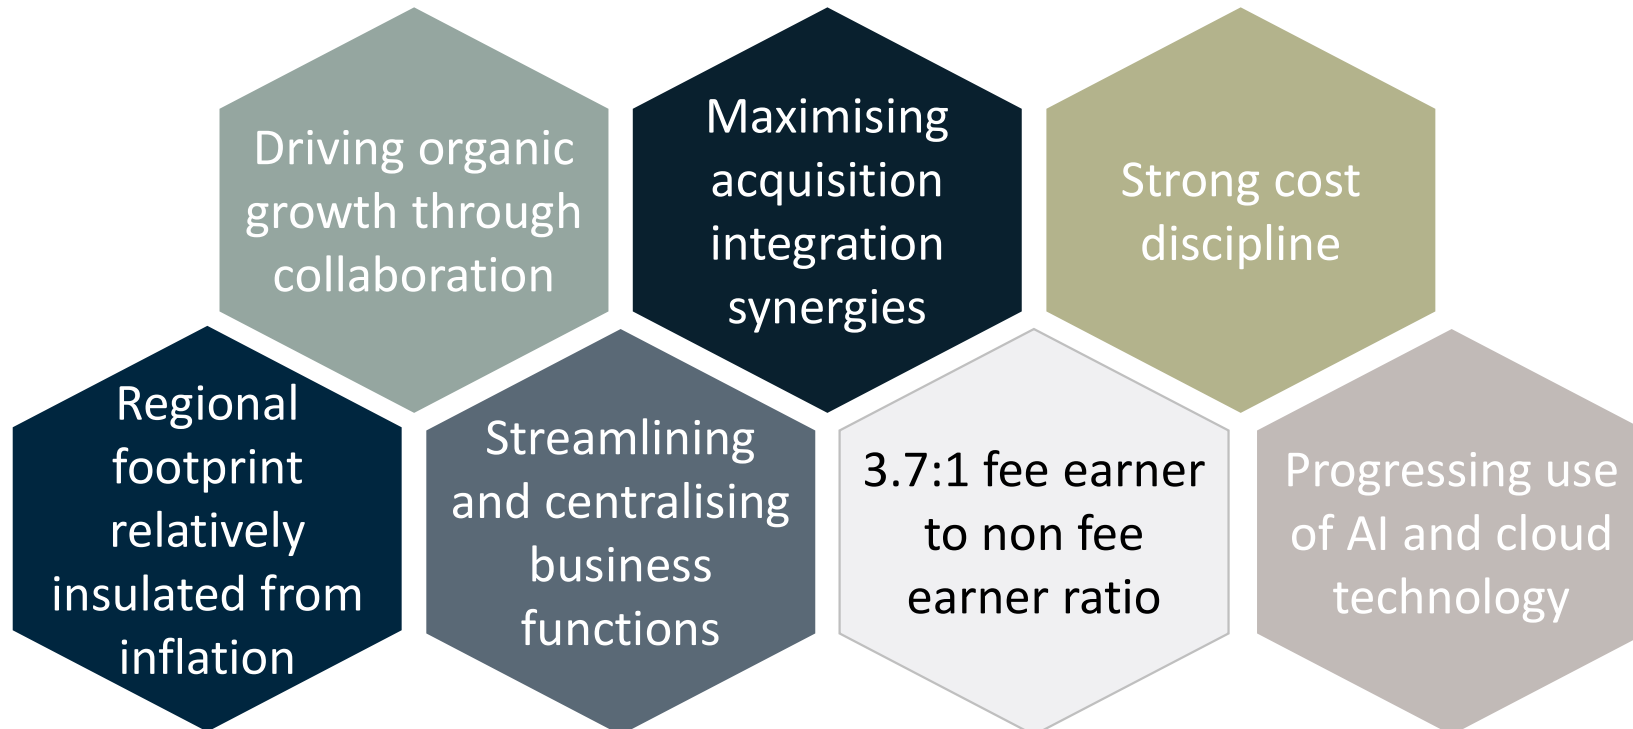 Driving organic
growth through
collaboration
Maximising
acquisition
integration
synergies
Strong cost
discipline
Regional
footprint
relatively
insulated from
inflation
Streamlining
and centralising
business
functions
3.7:1 fee earner
to non fee
earner ratio
Progressing use
of AI and cloud
technology